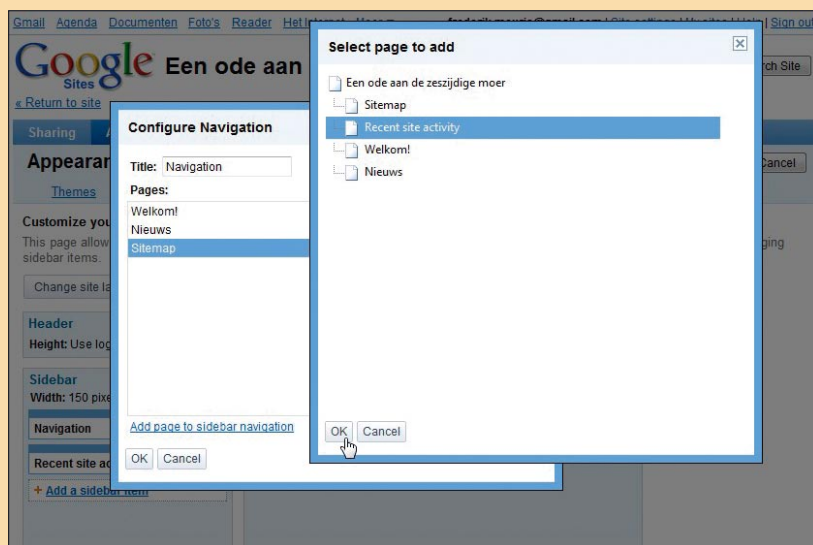 Gmail Agenda Documenten Foto's Reader Het | Sign out
Google
Sites
Een ode aan
rch Site
« Return to site
Sharing
Appearan
Cancel
Themes
Customize you
This page allow
ging
sidebar items.
Change site la
Header
Height: Use log
Sidebar
Width: 150 pixe
Navigation
Recent site ac
+ Add a sidebar item
Configure Navigation
Title: Navigation
Pages:
Welkom!
Nieuws
Sitemap
Add page to sidebar navigation
OK Cancel
Select page to add
Een ode aan de zeszijdige moer
Sitemap
Recent site activity
Welkom!
Nieuws
OK Cancel